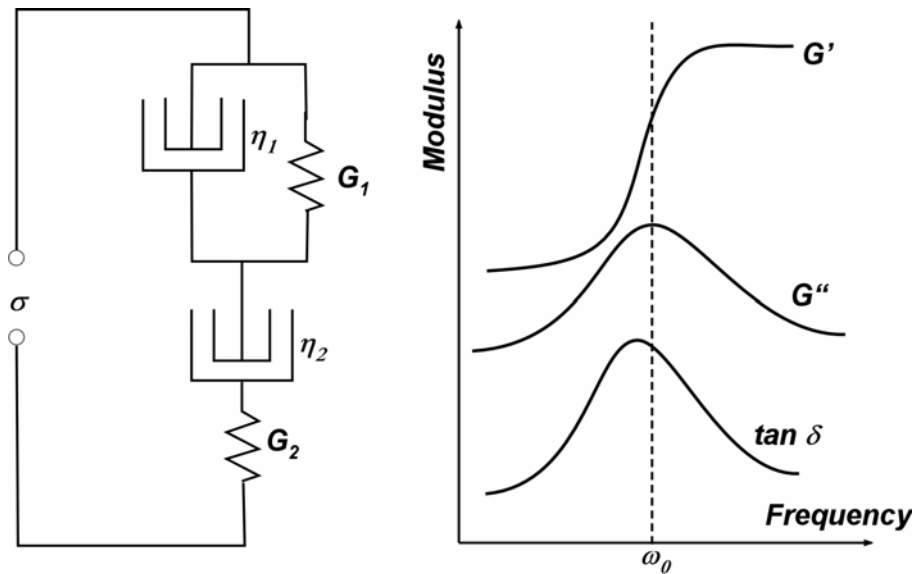 η1
G1
σ
η2
G2
Modulus
G’
G“
tan δ
Frequency
ω0